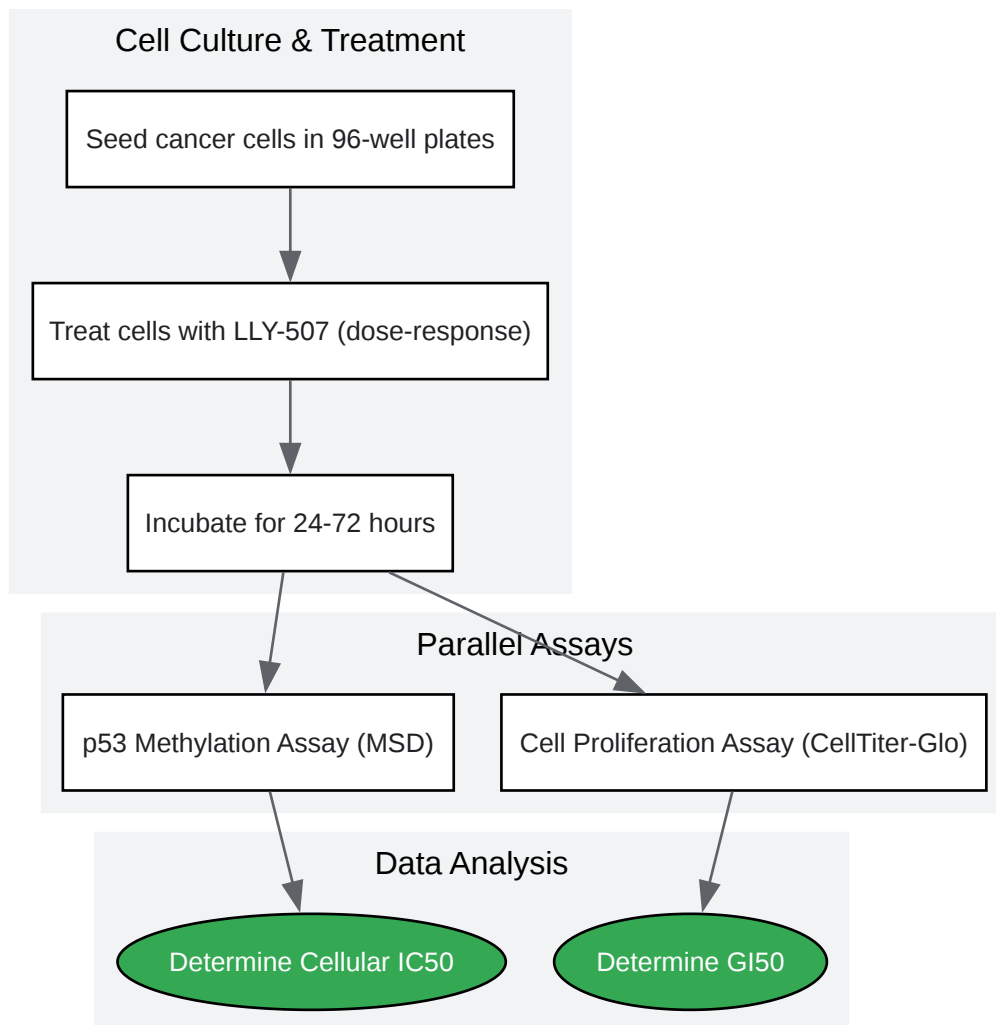 Cell Culture & Treatment
Seed cancer cells in 96-well plates
Treat cells with LLY-507 (dose-response)
Incubate for 24-72 hours
Parallel Assays
p53 Methylation Assay (MSD)
Cell Proliferation Assay (CellTiter-Glo)
Data Analysis
Determine Cellular IC50
Determine GI50